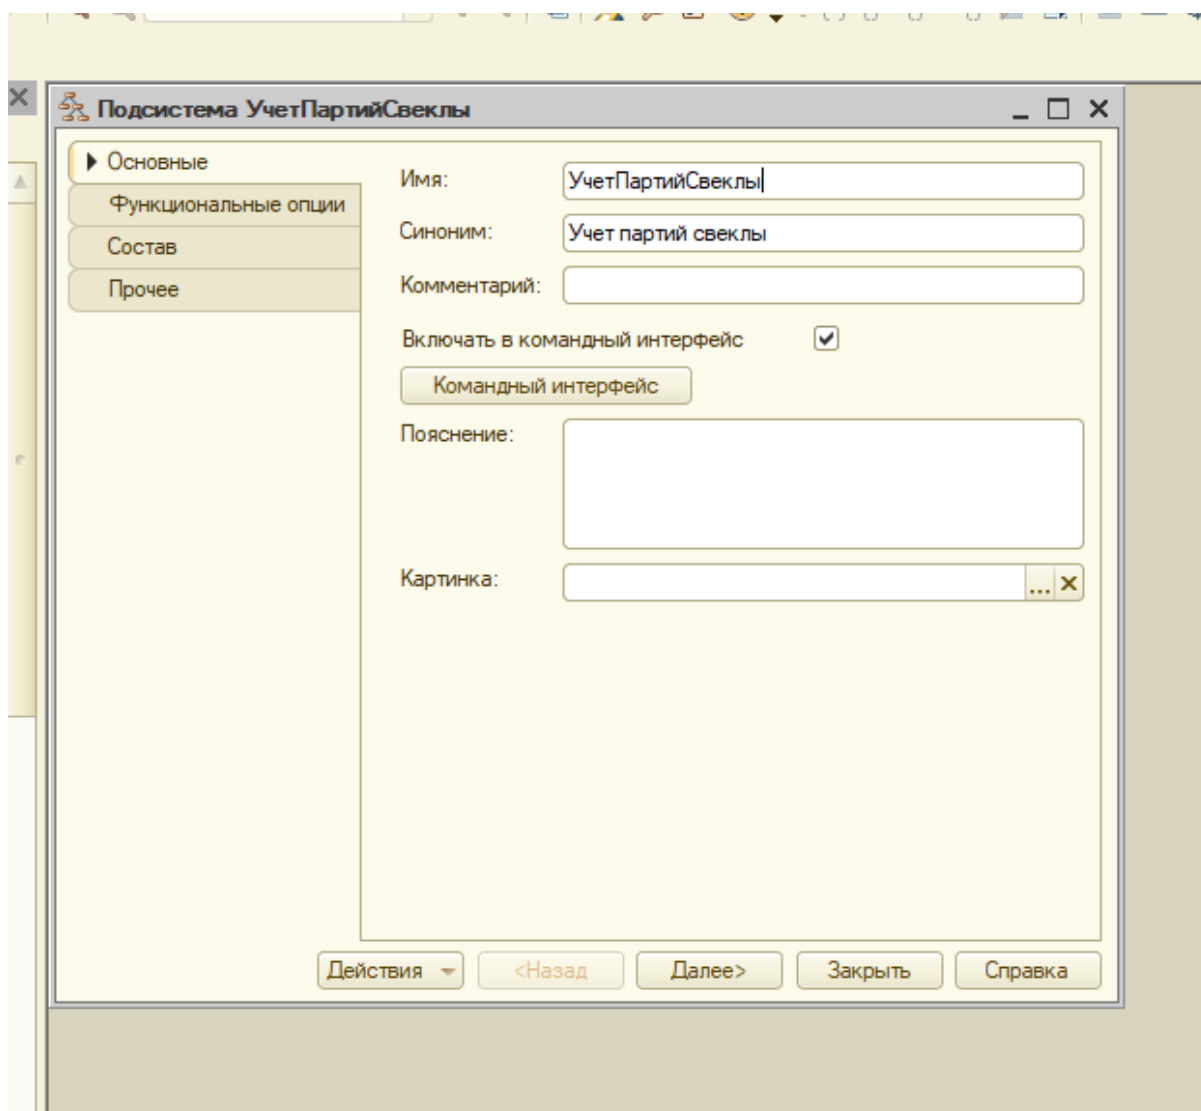 Подсистема УчетПартийСвеклы
Основные
Функциональные опции
Состав
Прочее
Имя: УчетПартийСвеклы
Синоним: Учет партий свеклы
Комментарий:
Включать в командный интерфейс
Командный интерфейс
Пояснение:
Картинка: ...
Действия <Назад Далее> Закрыть Справка